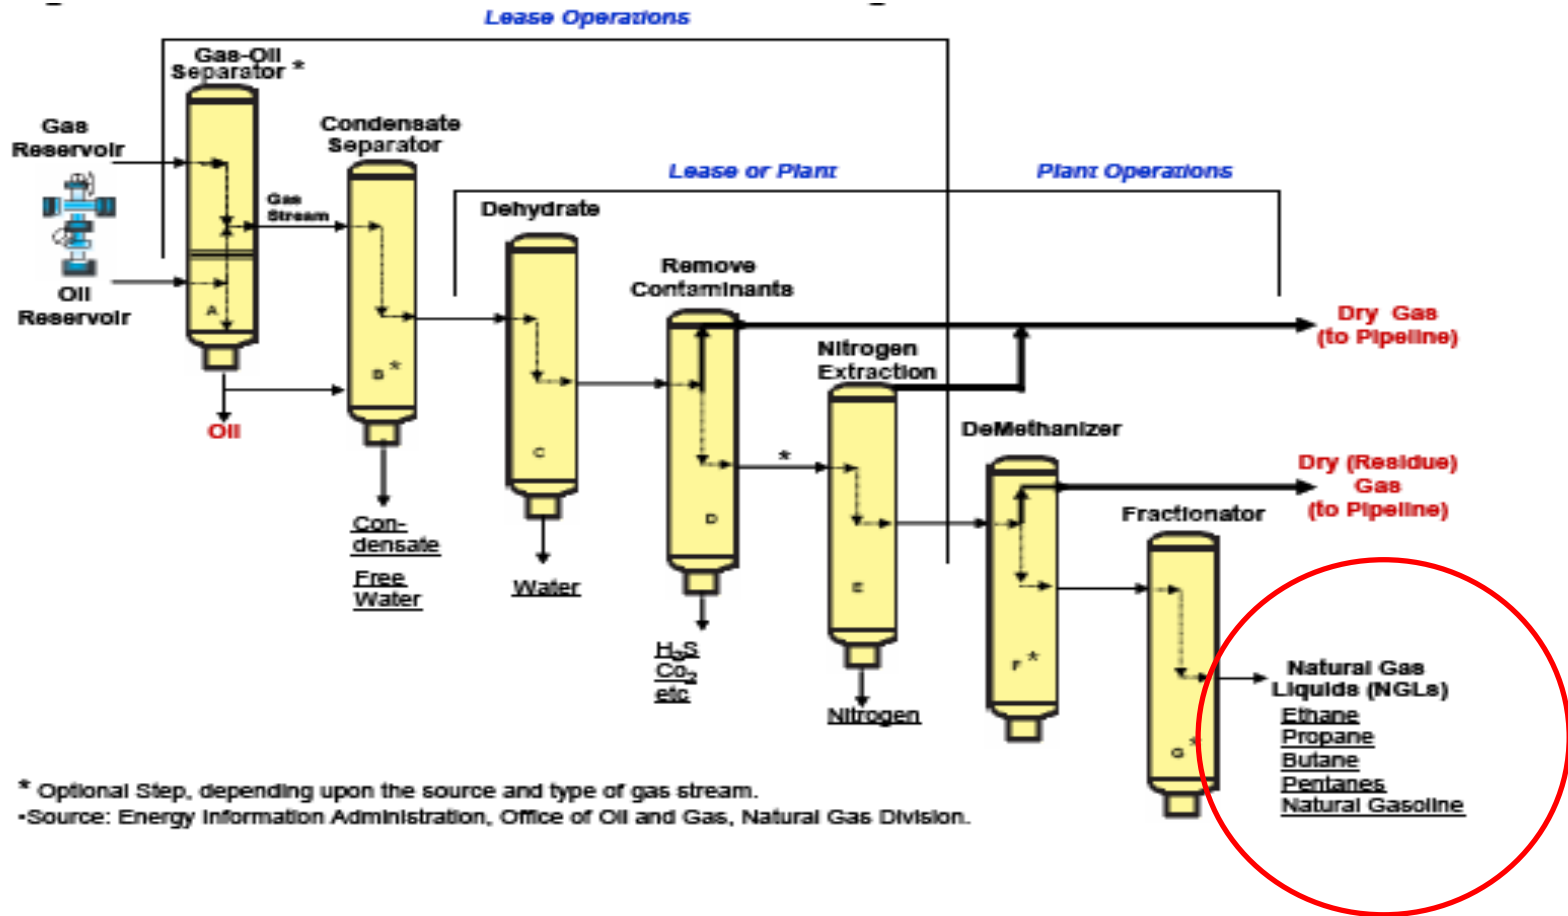 Lease Operations
Gas-Oil
Separator *
Gas
Reservoir
Oil
Reservoir
A
Oil
Gas
Stream
Condensate
Separator
B *
Con-
densate
Free
Water
Lease or Plant
Plant Operations
Dehydrate
C
Water
Remove
Contaminants
D
H2S
Co2
etc
*
Nitrogen
Extraction
E
Nitrogen
Dry Gas
(to Pipeline)
DeMethanizer
F *
Dry (Residue)
Gas
(to Pipeline)
Fractionator
G *
Natural Gas
Liquids (NGLs)
Ethane
Propane
Butane
Pentanes
Natural Gasoline
* Optional Step, depending upon the source and type of gas stream.
•Source: Energy Information Administration, Office of Oil and Gas, Natural Gas Division.